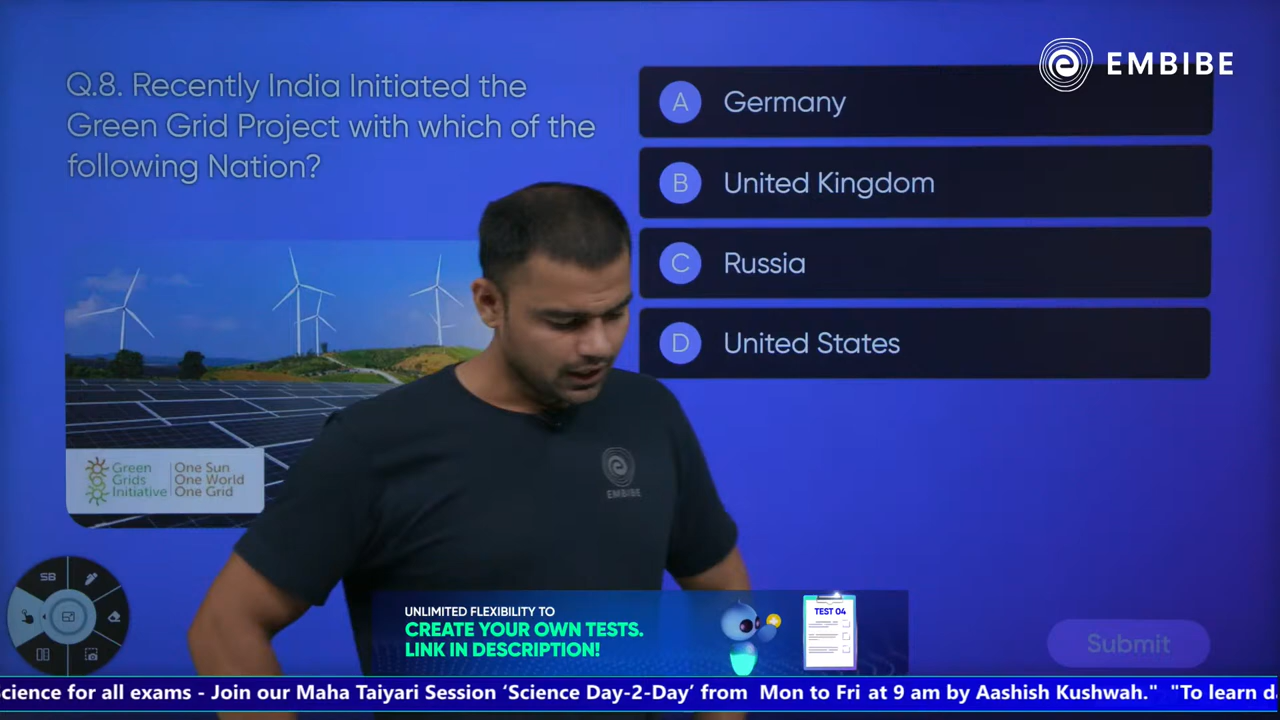 EMBIBE
Q.8. Recently India Initiated the
Green Grid Project with which of the
following Nation?
A Germany
B United Kingdom
C Russia
D United States
Green
Grids
Initiative
One Sun
One World
One Grid
EMBIBE
SB
UNLIMITED FLEXIBILITY TO
CREATE YOUR OWN TESTS.
LINK IN DESCRIPTION!
TEST 04
Submit
Science for all exams - Join our Maha Taiyari Session ‘Science Day-2-Day’ from Mon to Fri at 9 am by Aashish Kushwah." "To learn d